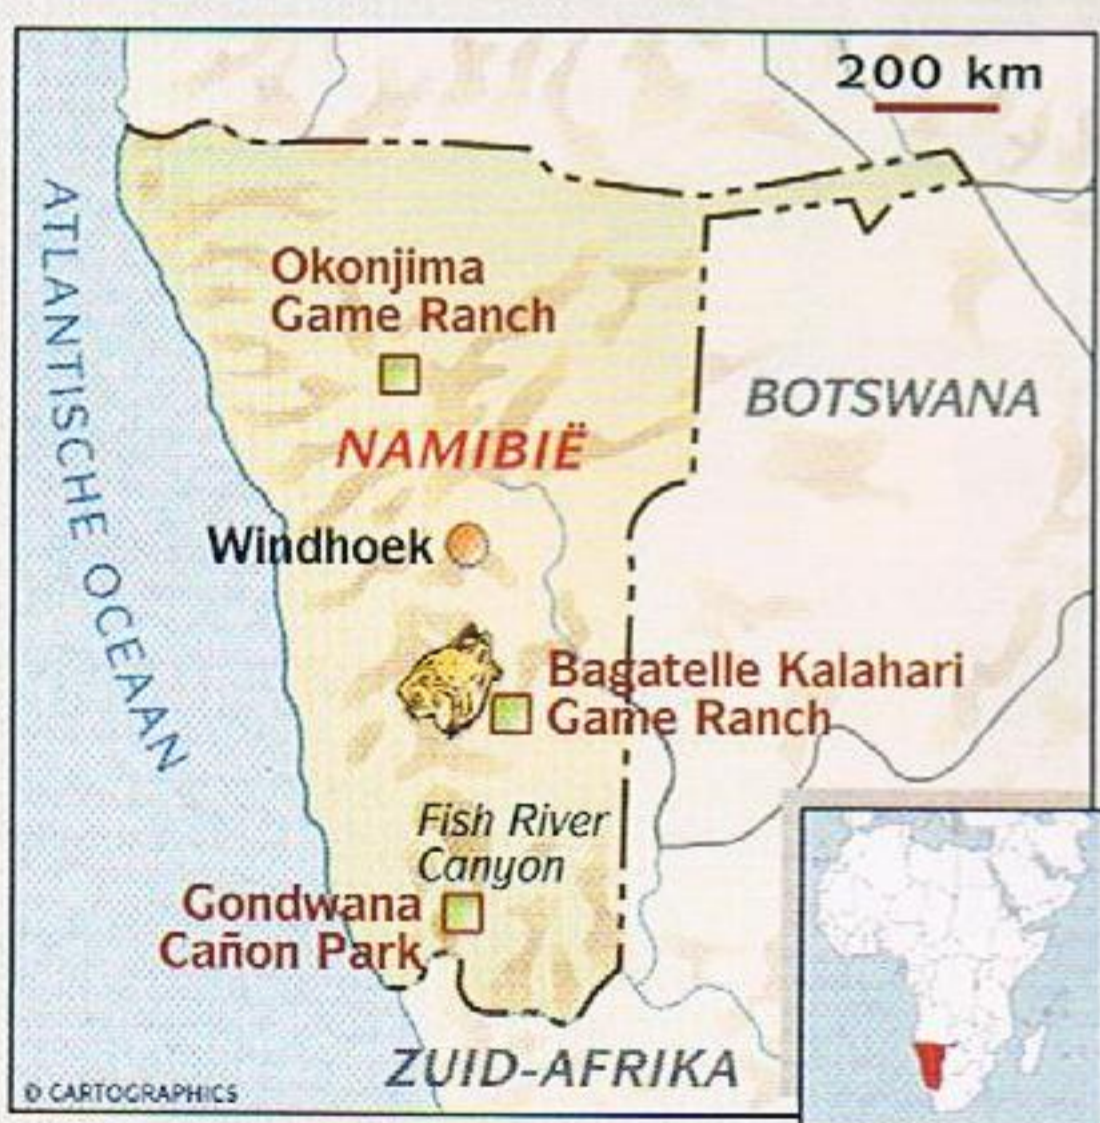 200 km
ATLANTISCHE OCEAAN
Okonjima
Game Ranch
NAMIBIË
BOTSWANA
Windhoek
Bagatelle Kalahari
Game Ranch
Fish River
Canyon
Gondwana
Cañon Park
ZUID-AFRIKA
© CARTOGRAPHICS